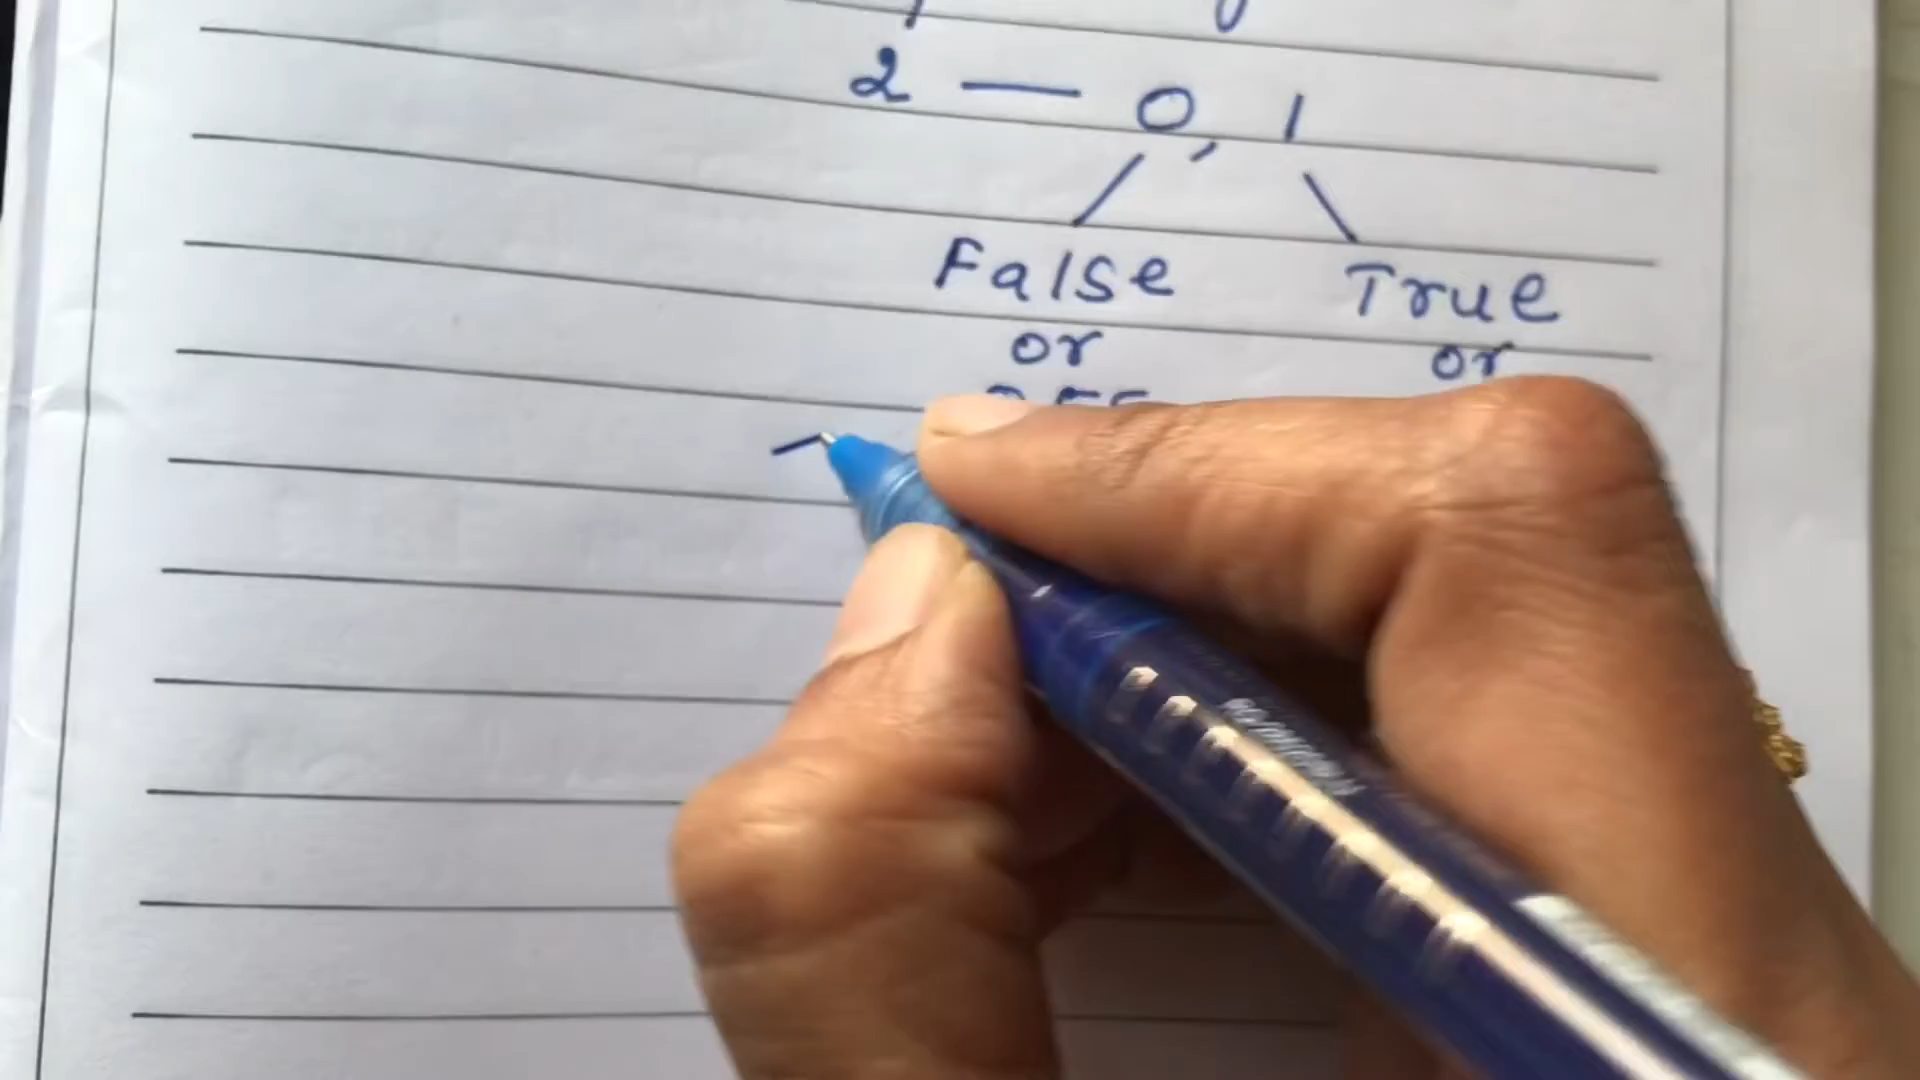 2 — 0, 1
False True
or or